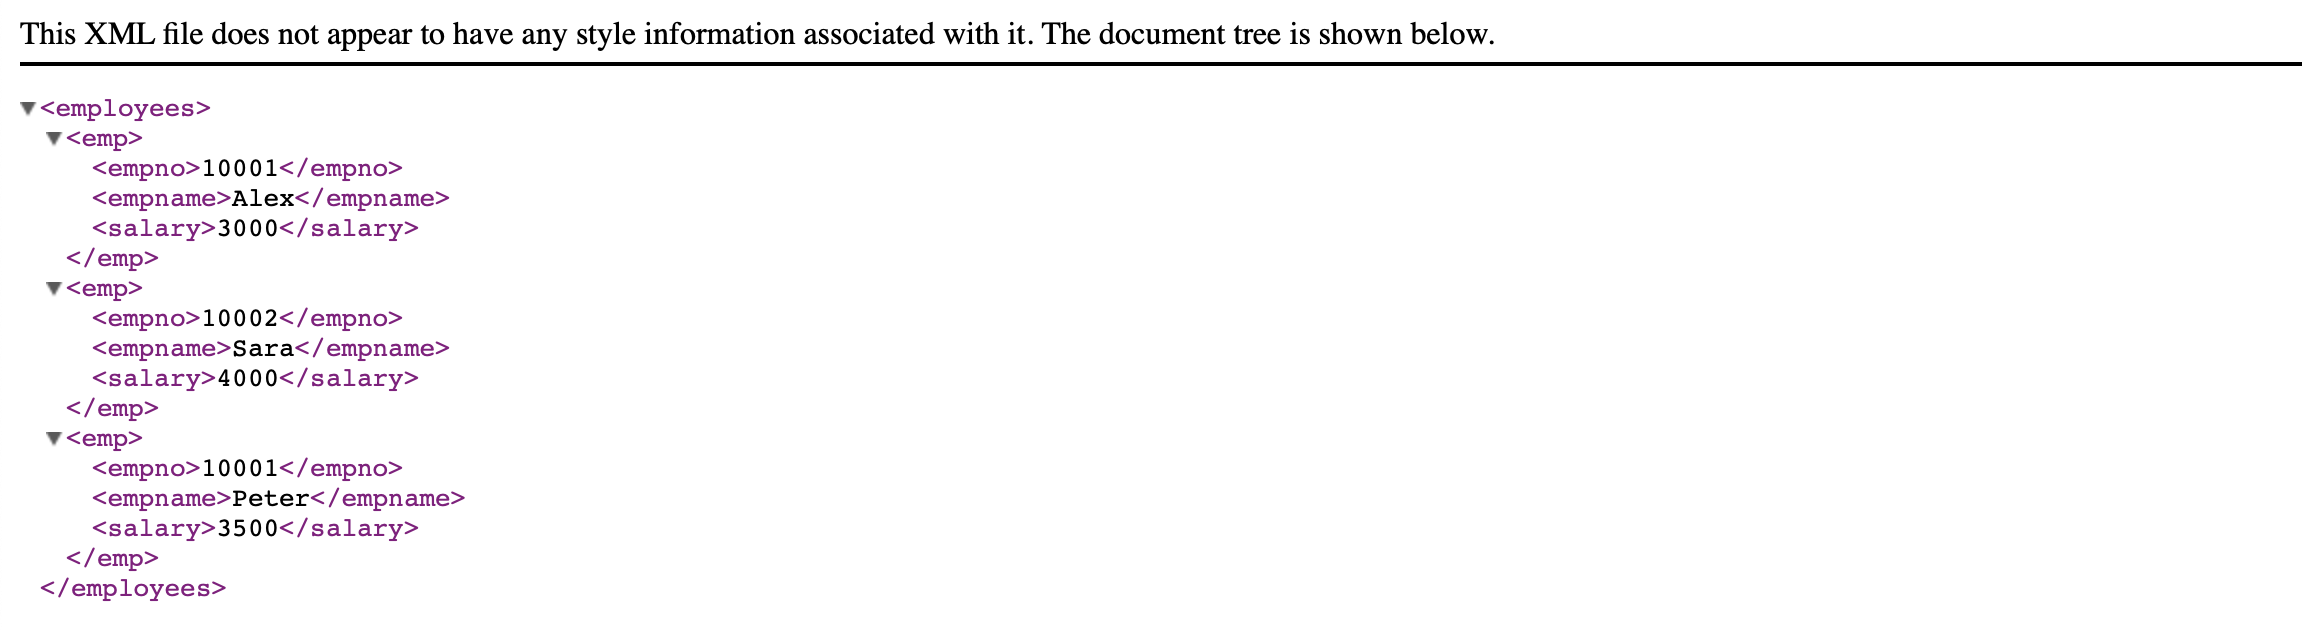 This XML file does not appear to have any style information associated with it. The document tree is shown below.
<employees>
<emp>
<empno>10001</empno>
<empname>Alex</empname>
<salary>3000</salary>
</emp>
<emp>
<empno>10002</empno>
<empname>Sara</empname>
<salary>4000</salary>
</emp>
<emp>
<empno>10001</empno>
<empname>Peter</empname>
<salary>3500</salary>
</emp>
</employees>